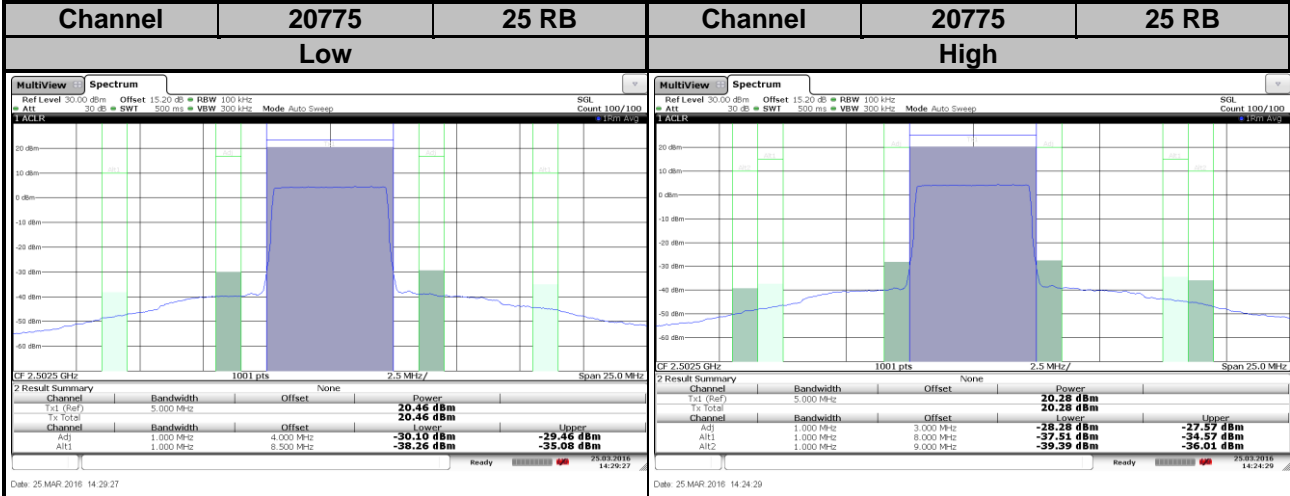 Channel 20775 25 RB Channel 20775 25 RB
Low High
MultiView Spectrum
Ref Level 30.00 dBm Offset 15.20 dB RBW 100 kHz SGL
Att 30 dB SWT 500 ms VBW 300 kHz Mode Auto Sweep Count 100/100
1 ACLR 1Rm Avg
20 dBm
10 dBm
0 dBm
-10 dBm
-20 dBm
-30 dBm
-40 dBm
-50 dBm
-60 dBm
CF 2.5025 GHz 1001 pts 2.5 MHz/ Span 25.0 MHz
2 Result Summary None
Channel Bandwidth Offset Power
Tx1 (Ref) 5.000 MHz 20.46 dBm
Tx Total 20.46 dBm
Channel Bandwidth Offset Lower Upper
Adj 1.000 MHz 4.000 MHz -30.10 dBm -29.46 dBm
Alt1 1.000 MHz 8.500 MHz -38.26 dBm -35.08 dBm
Ready 25.03.2016
14:29:27
Date: 25.MAR.2016 14:29:27
MultiView Spectrum
Ref Level 30.00 dBm Offset 15.20 dB RBW 100 kHz SGL
Att 30 dB SWT 500 ms VBW 300 kHz Mode Auto Sweep Count 100/100
1 ACLR 1Rm Avg
20 dBm
10 dBm
0 dBm
-10 dBm
-20 dBm
-30 dBm
-40 dBm
-50 dBm
-60 dBm
CF 2.5025 GHz 1001 pts 2.5 MHz/ Span 25.0 MHz
2 Result Summary None
Channel Bandwidth Offset Power
Tx1 (Ref) 5.000 MHz 20.28 dBm
Tx Total 20.28 dBm
Channel Bandwidth Offset Lower Upper
Adj 1.000 MHz 3.000 MHz -28.28 dBm -27.57 dBm
Alt1 1.000 MHz 8.000 MHz -37.51 dBm -34.57 dBm
Alt2 1.000 MHz 9.000 MHz -39.39 dBm -36.01 dBm
Ready 25.03.2016
14:24:29
Date: 25.MAR.2016 14:24:29